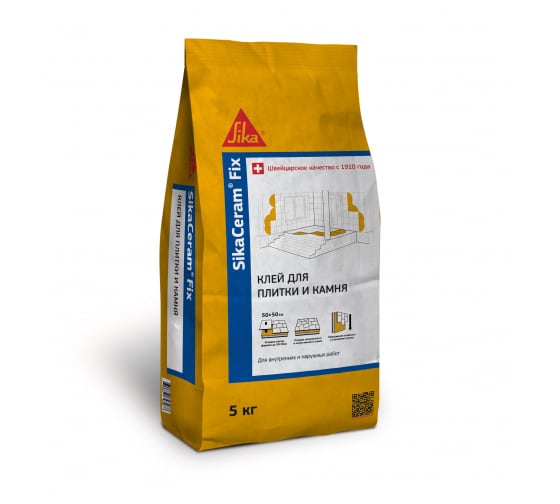 Sika
Швейцарское качество с 1910 года
SikaCeram® Fix
КЛЕЙ ДЛЯ
ПЛИТКИ И КАМНЯ
50×50 см
Для внутренних и наружных работ
5 кг
SikaCeram® Fix
КЛЕЙ ДЛЯ ПЛИТКИ И КАМНЯ